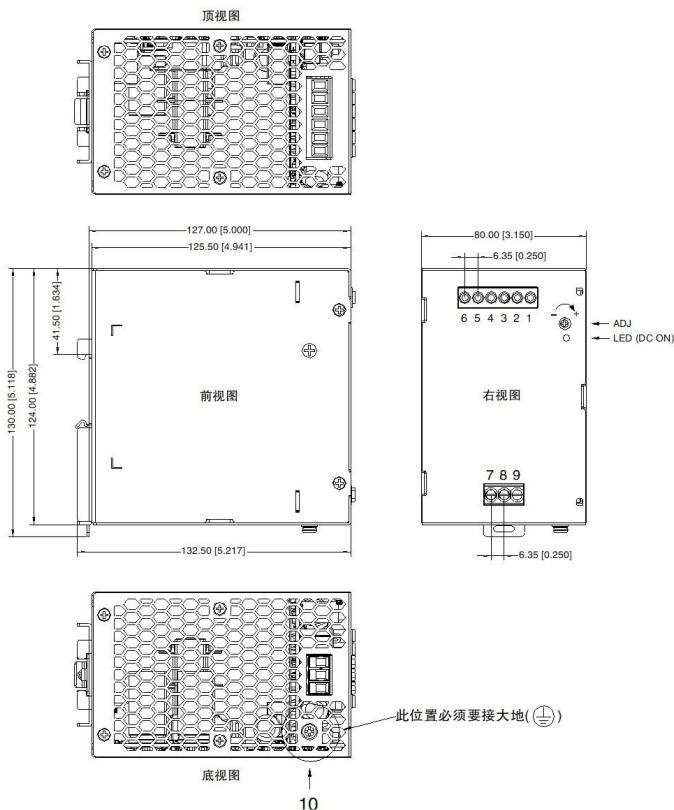 顶视图
127.00 [5.000]
125.50 [4.941]
80.00 [3.150]
6.35 [0.250]
41.50 [1.634]
124.00 [4.882]
130.00 [5.118]
6 5 4 3 2 1
- +
ADJ
LED (DC ON)
前视图
右视图
7 8 9
132.50 [5.217]
6.35 [0.250]
此位置必须要接大地( )
底视图
10